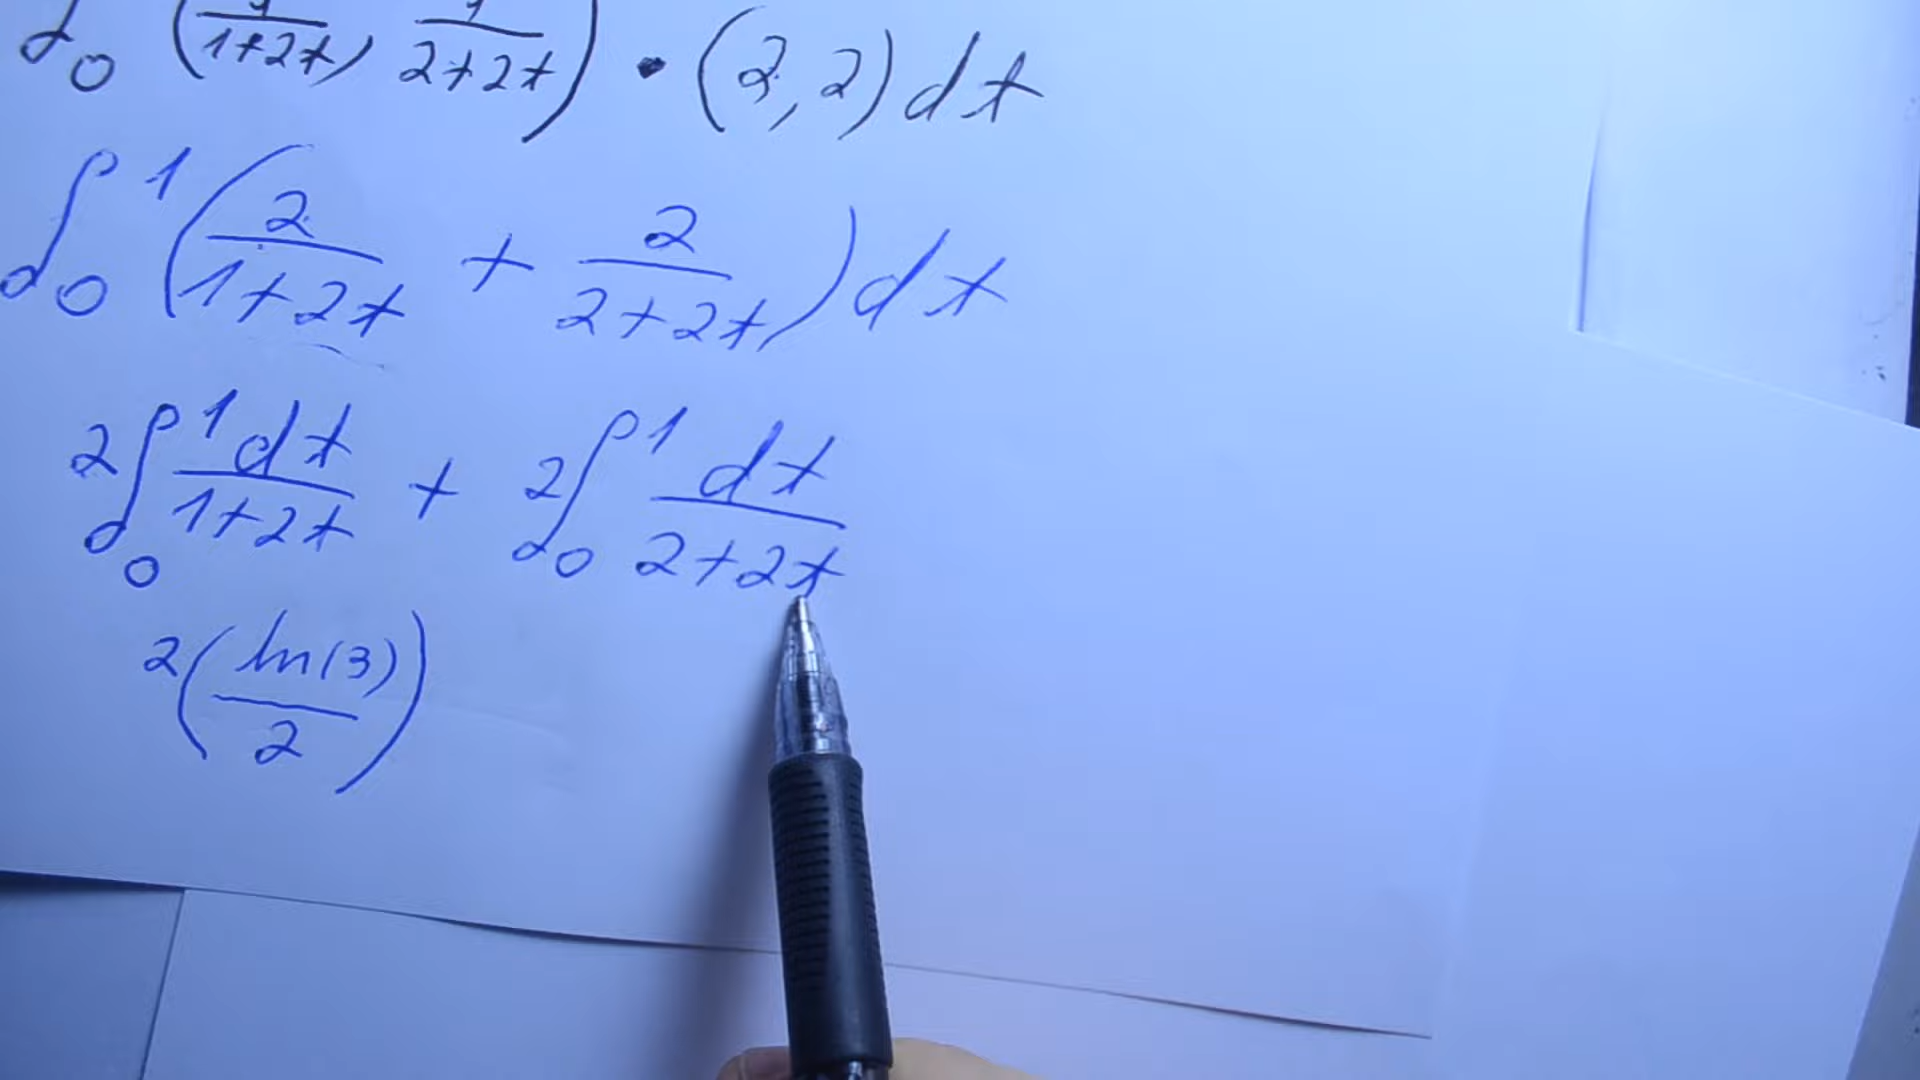 ∫₀ (1/(1+2t), 1/(2+2t)) • (2,2) dt
∫₀¹ (2/(1+2t) + 2/(2+2t)) dt
2∫₀¹ dt/(1+2t) + 2∫₀¹ dt/(2+2t)
2(ln(3)/2)